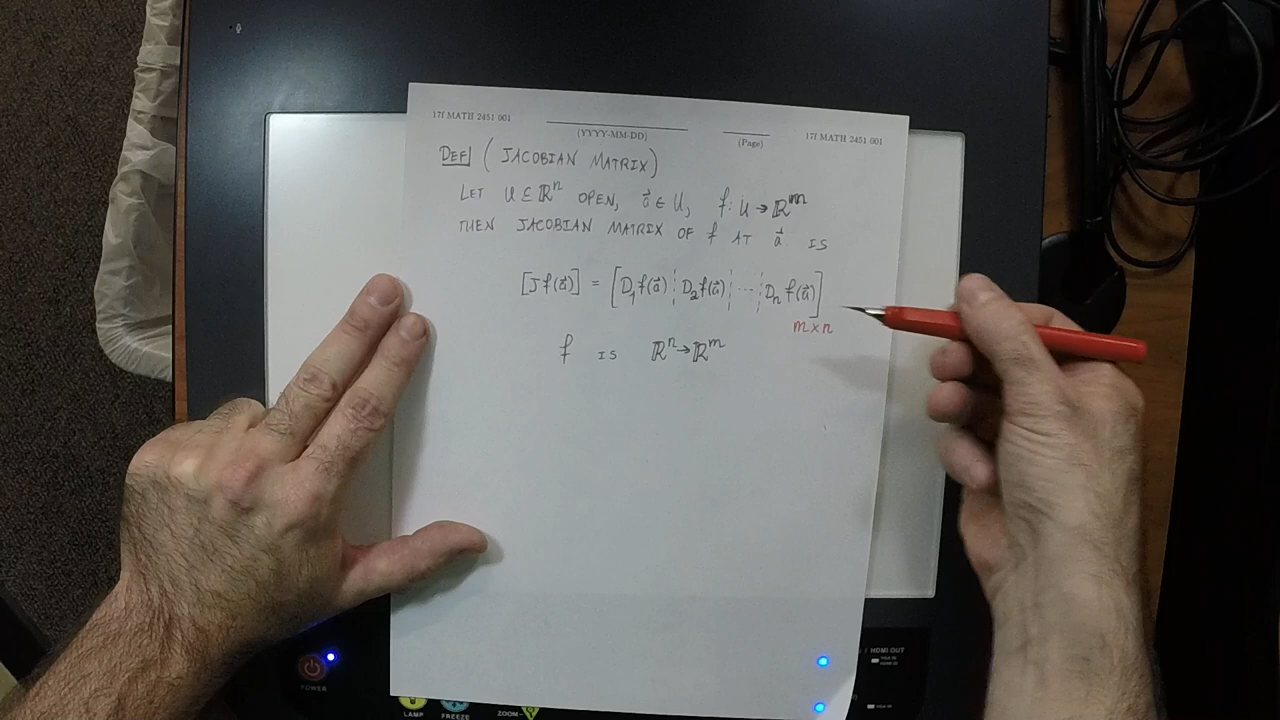 17f MATH 2451 001 (YYYY-MM-DD) (Page) 17f MATH 2451 001
DEF (JACOBIAN MATRIX)
LET U ⊆ ℝⁿ OPEN, a⃗ ∈ U, f: U → ℝᵐ
THEN JACOBIAN MATRIX OF f AT a⃗ IS
[Jf(a⃗)] = [D₁f(a⃗) ¦ D₂f(a⃗) ¦ ⋯ ¦ Dₙf(a⃗)]
m×n
f IS ℝⁿ→ℝᵐ
HDMI OUT
POWER
LAMP FREEZE ZOOM-